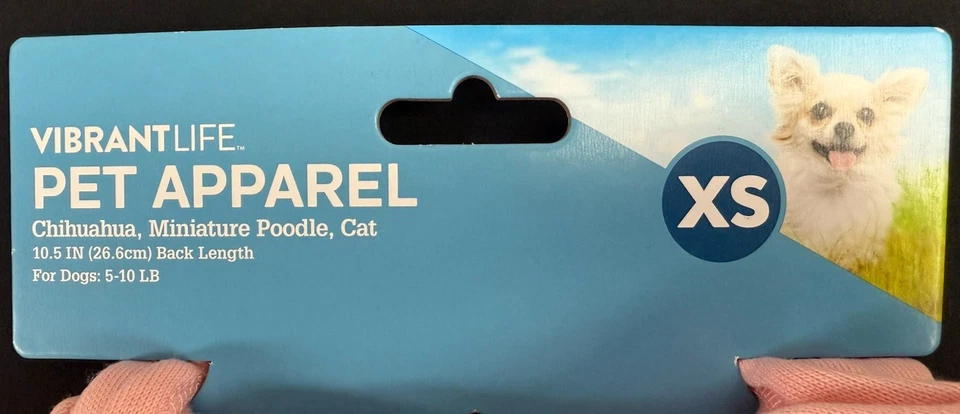 VIBRANTLIFE™
PET APPAREL
Chihuahua, Miniature Poodle, Cat
10.5 IN (26.6cm) Back Length
For Dogs: 5-10 LB
XS